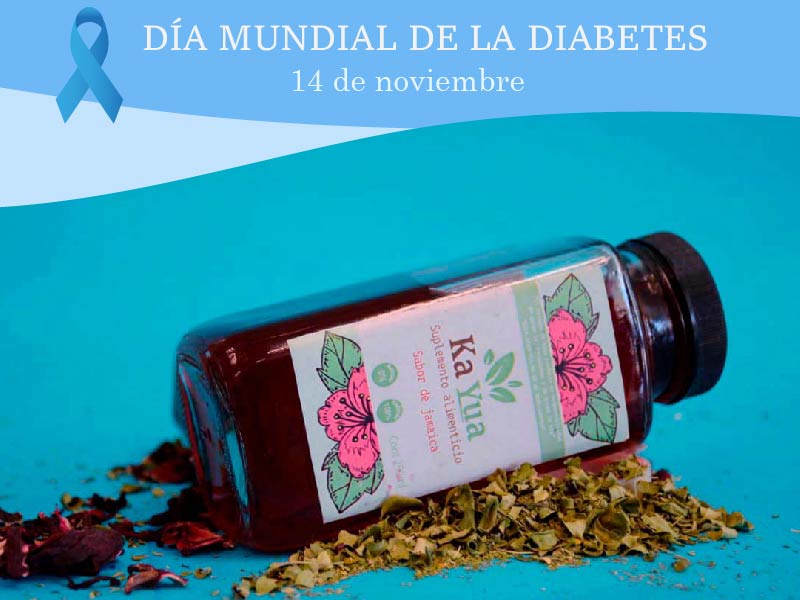 DÍA MUNDIAL DE LA DIABETES
14 de noviembre
Ka Yua
Suplemento alimenticio
Sabor de jamaica